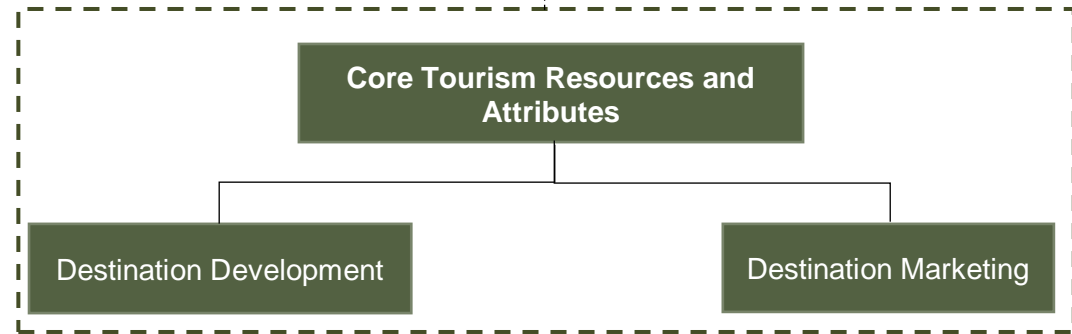 Core Tourism Resources and
Attributes
Destination Development
Destination Marketing